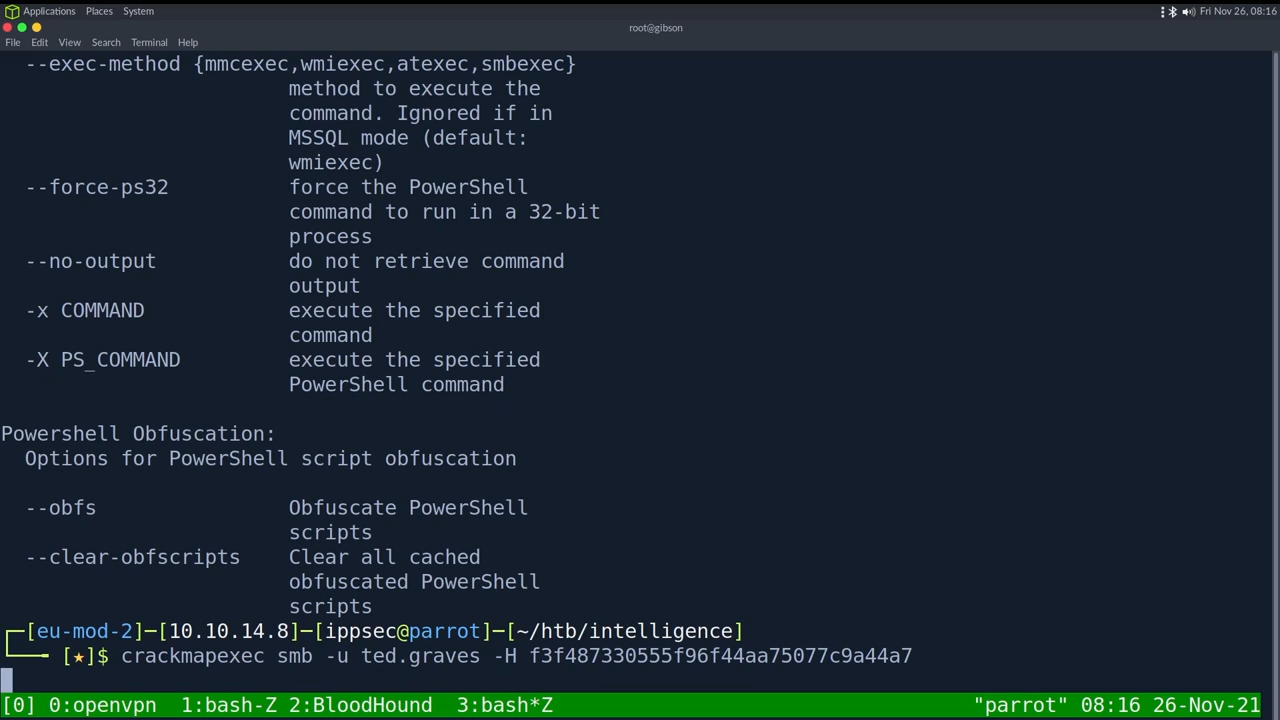 Applications Places System
Fri Nov 26, 08:16
root@gibson
File Edit View Search Terminal Help
--exec-method {mmcexec,wmiexec,atexec,smbexec}
method to execute the
command. Ignored if in
MSSQL mode (default:
wmiexec)
--force-ps32 force the PowerShell
command to run in a 32-bit
process
--no-output do not retrieve command
output
-x COMMAND execute the specified
command
-X PS_COMMAND execute the specified
PowerShell command
Powershell Obfuscation:
Options for PowerShell script obfuscation
--obfs Obfuscate PowerShell
scripts
--clear-obfscripts Clear all cached
obfuscated PowerShell
scripts
┌─[eu-mod-2]─[10.10.14.8]─[ippsec@parrot]─[~/htb/intelligence]
└──╼ [★]$ crackmapexec smb -u ted.graves -H f3f487330555f96f44aa75077c9a44a7
[0] 0:openvpn 1:bash-Z 2:BloodHound 3:bash*Z "parrot" 08:16 26-Nov-21